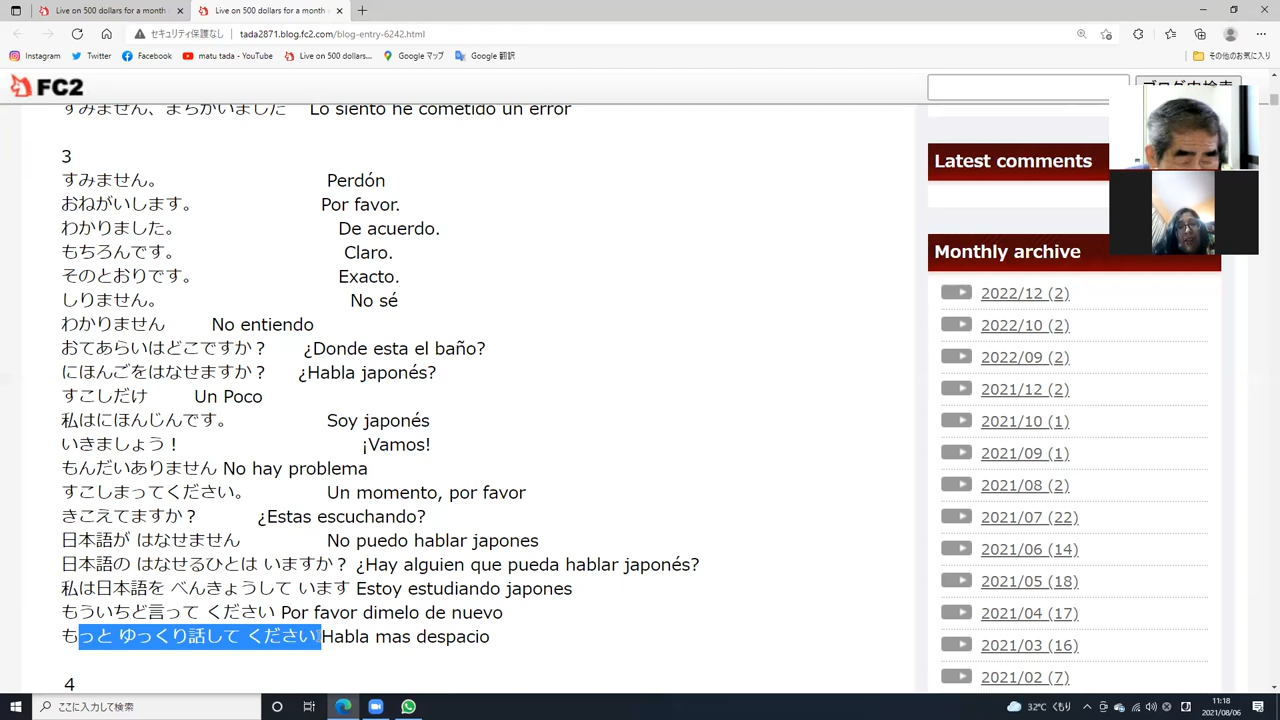 Live on 500 dollars for a month
Live on 500 dollars for a month
セキュリティ保護なし
tada2871.blog.fc2.com/blog-entry-6242.html
Instagram
Twitter
Facebook
matu tada - YouTube
Live on 500 dollars...
Google マップ
Google 翻訳
その他のお気に入り
FC2
ブログ内検索
すみません、まちがいました Lo siento he cometido un error
3
すみません。 Perdón
おねがいします。 Por favor.
わかりました。 De acuerdo.
もちろんです。 Claro.
そのとおりです。 Exacto.
しりません。 No sé
わかりません No entiendo
おてあらいはどこですか？ ¿Donde esta el baño?
にほんごをはなせますか？ ¿Habla japonés?
すこしだけ Un Poco
私はにほんじんです。 Soy japonés
いきましょう！ ¡Vamos!
もんだいありません No hay problema
すこしまってください。 Un momento, por favor
きこえてますか？ ¿Estas escuchando?
日本語が はなせません No puedo hablar japones
日本語の はなせるひとは いますか？ ¿Hay alguien que pueda hablar japonés?
私は日本語を べんきょうして います Estoy estudiando japones
もういちど言って ください Por favor dimelo de nuevo
もっと ゆっくり話して ください Habla mas despacio
4
Latest comments
Monthly archive
2022/12 (2)
2022/10 (2)
2022/09 (2)
2021/12 (2)
2021/10 (1)
2021/09 (1)
2021/08 (2)
2021/07 (22)
2021/06 (14)
2021/05 (18)
2021/04 (17)
2021/03 (16)
2021/02 (7)
ここに入力して検索
32°C くもり
11:18
2021/08/06